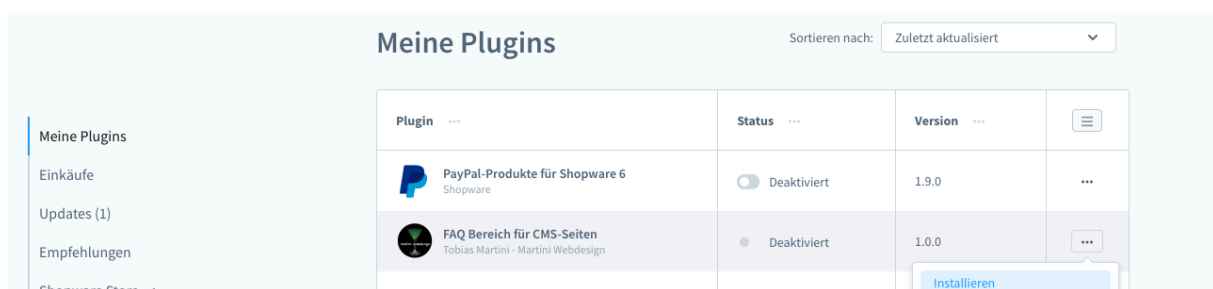 Meine Plugins
Sortieren nach: Zuletzt aktualisiert
Meine Plugins
Einkäufe
Updates (1)
Empfehlungen
Plugin Status Version
PayPal-Produkte für Shopware 6
Shopware
Deaktiviert 1.9.0
FAQ Bereich für CMS-Seiten
Tobias Martini - Martini Webdesign
Deaktiviert 1.0.0
Installieren